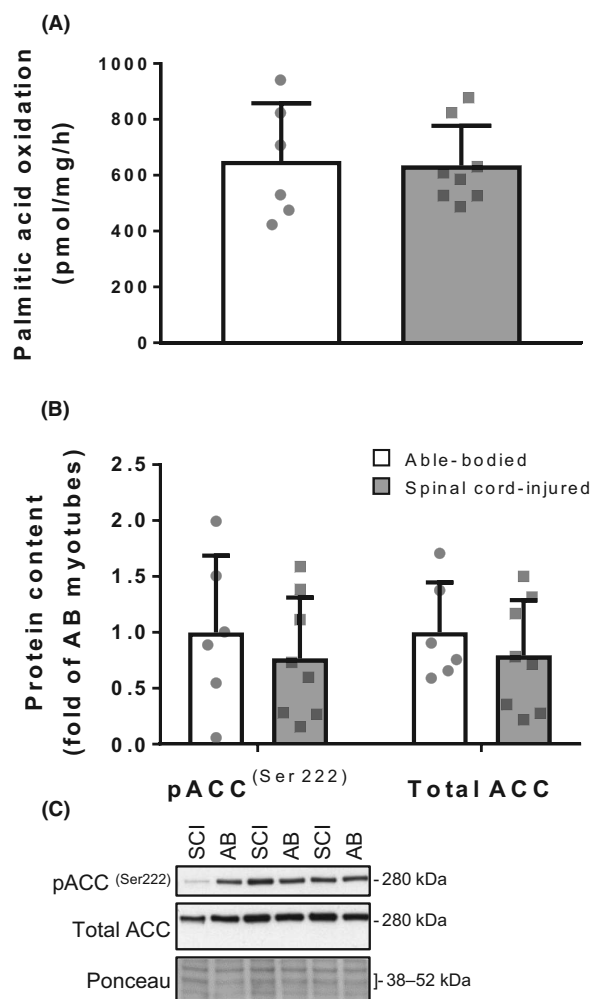 (A)
Palmitic acid oxidation
(pmol/mg/h)
1000
800
600
400
200
0
(B)
Protein content
(fold of AB myotubes)
2.5
2.0
1.5
1.0
0.5
0.0
Able-bodied
Spinal cord-injured
pACC (Ser 222)
Total ACC
(C)
SCI AB SCI AB SCI AB
pACC (Ser222) - 280 kDa
Total ACC - 280 kDa
Ponceau ]- 38–52 kDa